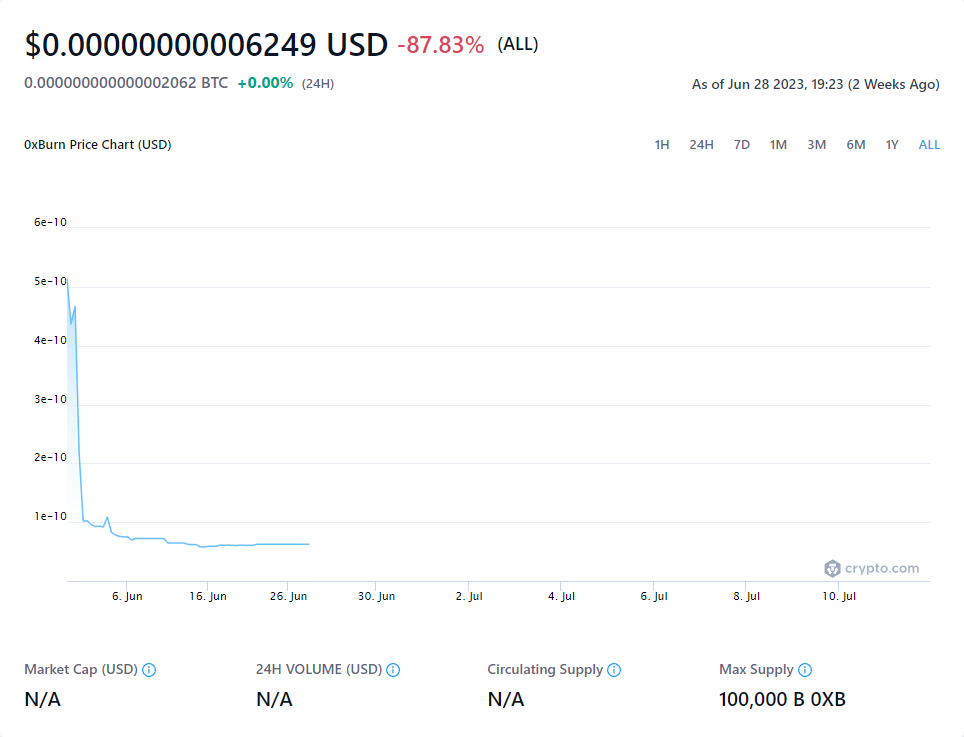 $0.00000000006249 USD -87.83% (ALL)
0.000000000000002062 BTC +0.00% (24H)
As of Jun 28 2023, 19:23 (2 Weeks Ago)
0xBurn Price Chart (USD)
1H 24H 7D 1M 3M 6M 1Y ALL
6e-10
5e-10
4e-10
3e-10
2e-10
1e-10
crypto.com
6. Jun 16. Jun 26. Jun 30. Jun 2. Jul 4. Jul 6. Jul 8. Jul 10. Jul
Market Cap (USD) 24H VOLUME (USD) Circulating Supply Max Supply
N/A N/A N/A 100,000 B 0XB